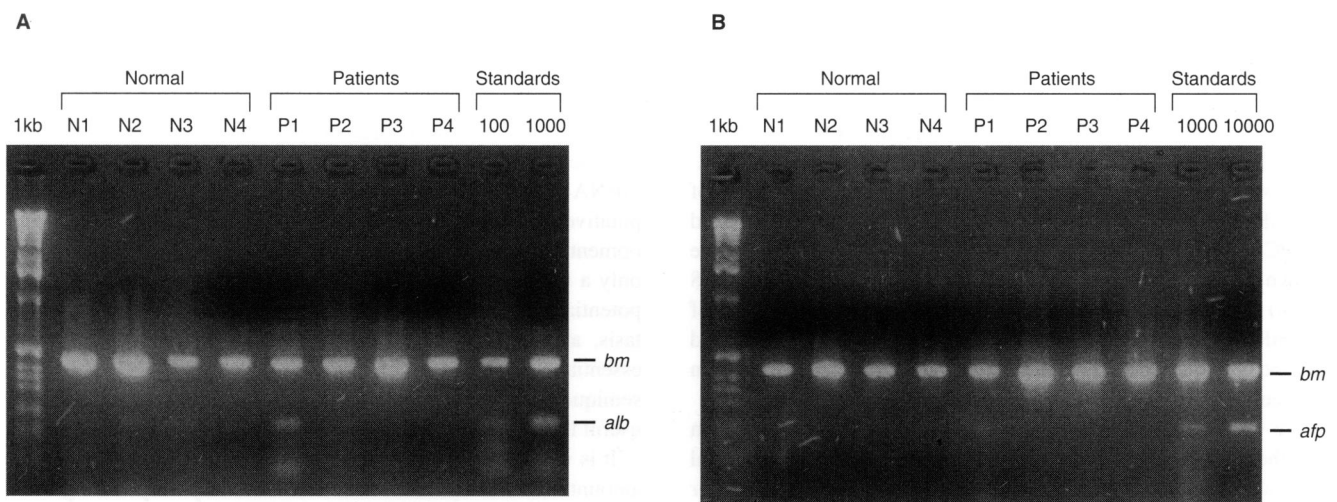 A
B
Normal Patients Standards
1kb N1 N2 N3 N4 P1 P2 P3 P4 100 1000
bm
alb
Normal Patients Standards
1kb N1 N2 N3 N4 P1 P2 P3 P4 1000 10000
bm
afp